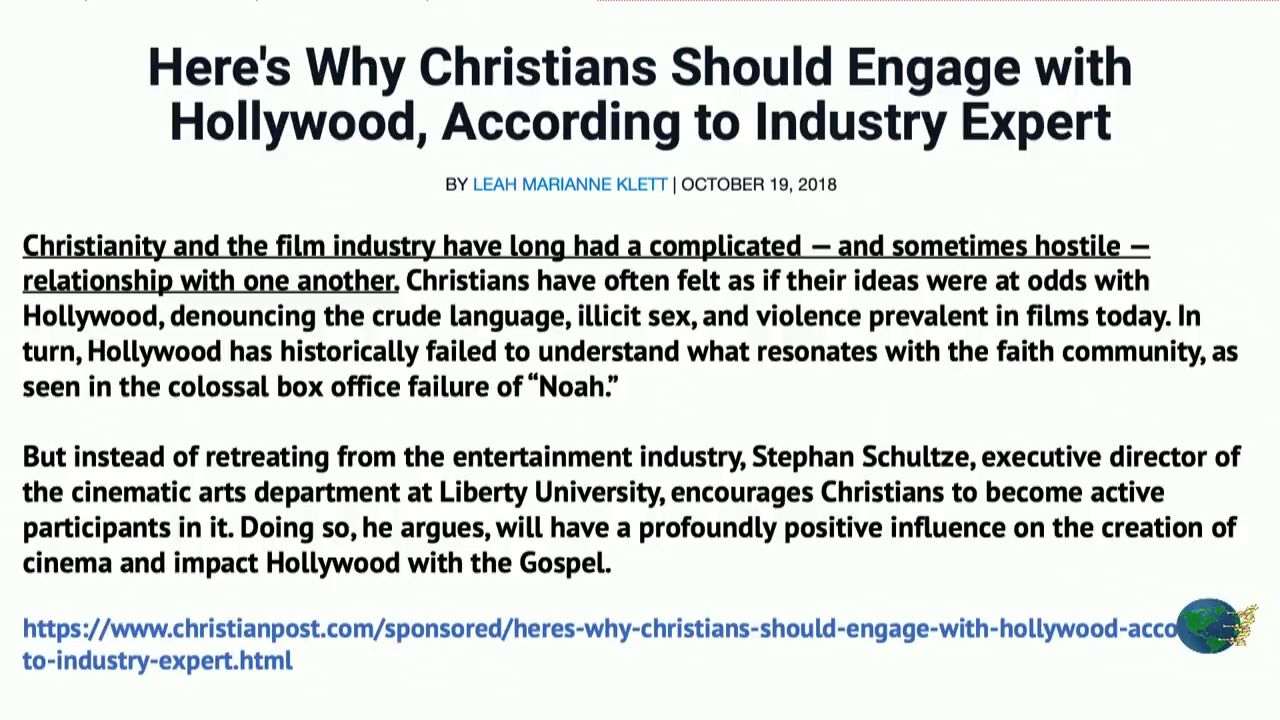 Here's Why Christians Should Engage with
Hollywood, According to Industry Expert
BY LEAH MARIANNE KLETT | OCTOBER 19, 2018
Christianity and the film industry have long had a complicated — and sometimes hostile —
relationship with one another. Christians have often felt as if their ideas were at odds with
Hollywood, denouncing the crude language, illicit sex, and violence prevalent in films today. In
turn, Hollywood has historically failed to understand what resonates with the faith community, as
seen in the colossal box office failure of “Noah.”
But instead of retreating from the entertainment industry, Stephan Schultze, executive director of
the cinematic arts department at Liberty University, encourages Christians to become active
participants in it. Doing so, he argues, will have a profoundly positive influence on the creation of
cinema and impact Hollywood with the Gospel.
https://www.christianpost.com/sponsored/heres-why-christians-should-engage-with-hollywood-acco
to-industry-expert.html